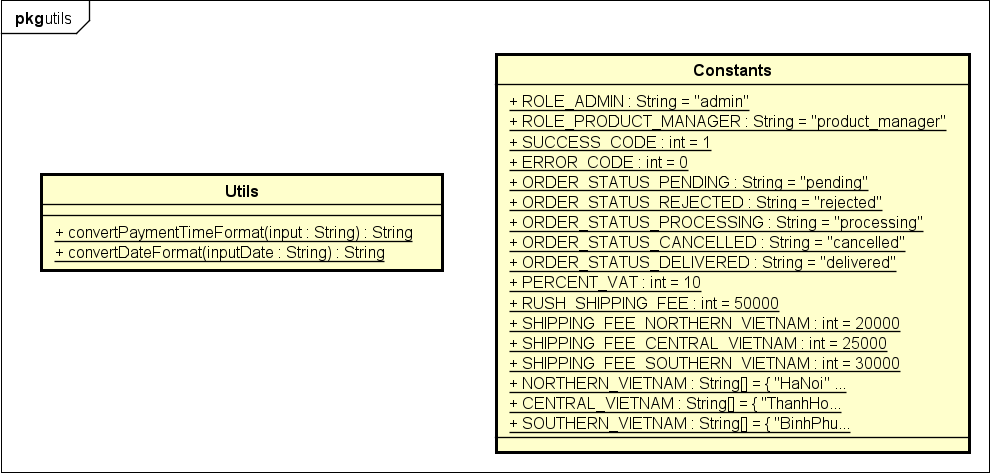 pkg utils
Utils
+ convertPaymentTimeFormat(input : String) : String
+ convertDateFormat(inputDate : String) : String
Constants
+ ROLE_ADMIN : String = "admin"
+ ROLE_PRODUCT_MANAGER : String = "product_manager"
+ SUCCESS_CODE : int = 1
+ ERROR_CODE : int = 0
+ ORDER_STATUS_PENDING : String = "pending"
+ ORDER_STATUS_REJECTED : String = "rejected"
+ ORDER_STATUS_PROCESSING : String = "processing"
+ ORDER_STATUS_CANCELLED : String = "cancelled"
+ ORDER_STATUS_DELIVERED : String = "delivered"
+ PERCENT_VAT : int = 10
+ RUSH_SHIPPING_FEE : int = 50000
+ SHIPPING_FEE_NORTHERN_VIETNAM : int = 20000
+ SHIPPING_FEE_CENTRAL_VIETNAM : int = 25000
+ SHIPPING_FEE_SOUTHERN_VIETNAM : int = 30000
+ NORTHERN_VIETNAM : String[] = { "HaNoi" ...
+ CENTRAL_VIETNAM : String[] = { "ThanhHo...
+ SOUTHERN_VIETNAM : String[] = { "BinhPhu...